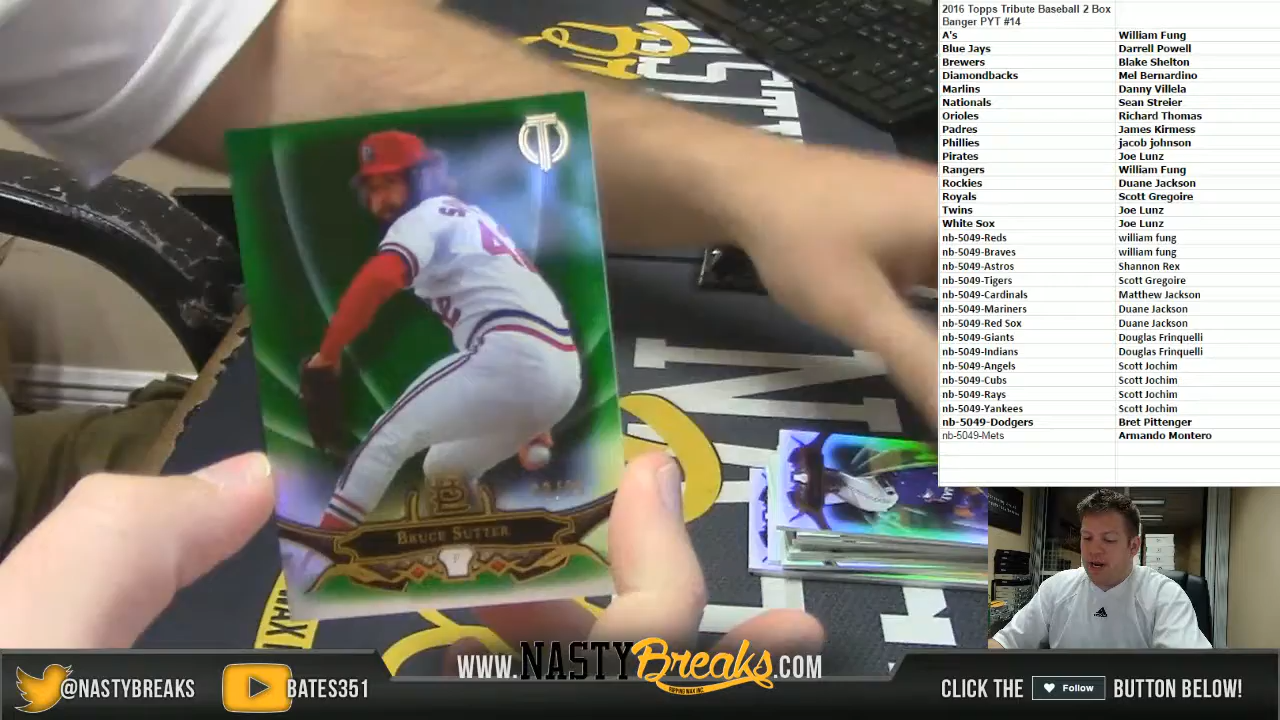 2016 Topps Tribute Baseball 2 Box
Banger PYT #14
A's William Fung
Blue Jays Darrell Powell
Brewers Blake Shelton
Diamondbacks Mel Bernardino
Marlins Danny Villela
Nationals Sean Streier
Orioles Richard Thomas
Padres James Kirmess
Phillies jacob johnson
Pirates Joe Lunz
Rangers William Fung
Rockies Duane Jackson
Royals Scott Gregoire
Twins Joe Lunz
White Sox Joe Lunz
nb-5049-Reds william fung
nb-5049-Braves william fung
nb-5049-Astros Shannon Rex
nb-5049-Tigers Scott Gregoire
nb-5049-Cardinals Matthew Jackson
nb-5049-Mariners Duane Jackson
nb-5049-Red Sox Duane Jackson
nb-5049-Giants Douglas Frinquelli
nb-5049-Indians Douglas Frinquelli
nb-5049-Angels Scott Jochim
nb-5049-Cubs Scott Jochim
nb-5049-Rays Scott Jochim
nb-5049-Yankees Scott Jochim
nb-5049-Dodgers Bret Pittenger
nb-5049-Mets Armando Montero
T
BRUCE SUTTER
P
WWW.NASTYBreaks.COM
RIPPING WAX INC.
@NASTYBREAKS
BATES351
CLICK THE Follow BUTTON BELOW!